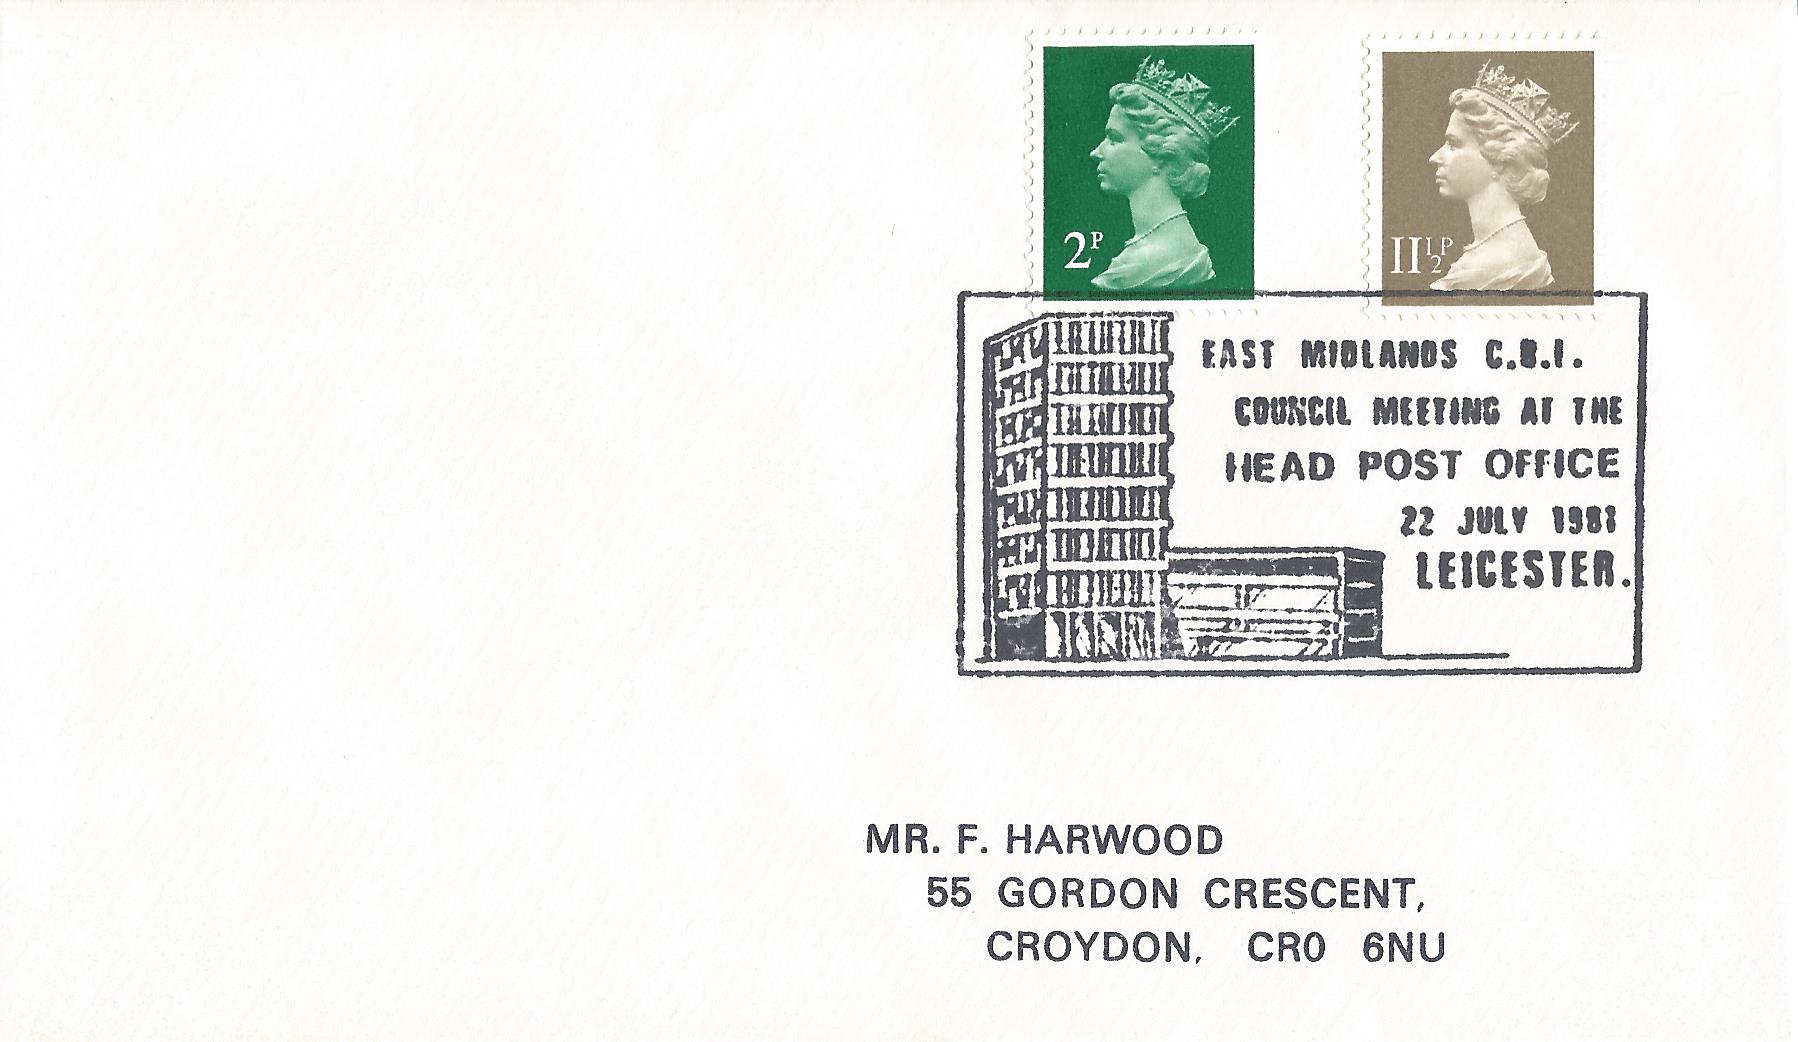 2P
11½P
EAST MIDLANDS C.B.I.
COUNCIL MEETING AT THE
HEAD POST OFFICE
22 JULY 1981
LEICESTER.
MR. F. HARWOOD
55 GORDON CRESCENT,
CROYDON, CR0 6NU